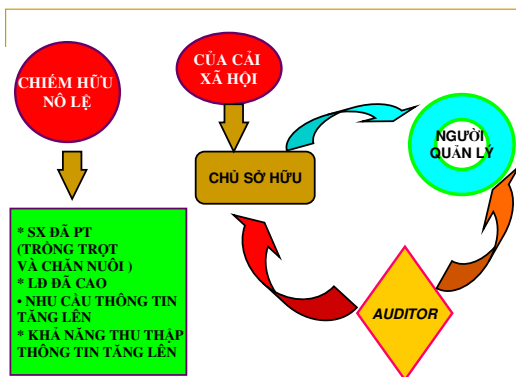 CHIẾM HỮU
NÔ LỆ
CỦA CẢI
XÃ HỘI
CHỦ SỞ HỮU
NGƯỜI
QUẢN LÝ
* SX ĐÃ PT
(TRỒNG TRỌT
VÀ CHĂN NUÔI )
* LĐ ĐÃ CAO
• NHU CẦU THÔNG TIN
TĂNG LÊN
* KHẢ NĂNG THU THẬP
THÔNG TIN TĂNG LÊN
AUDITOR